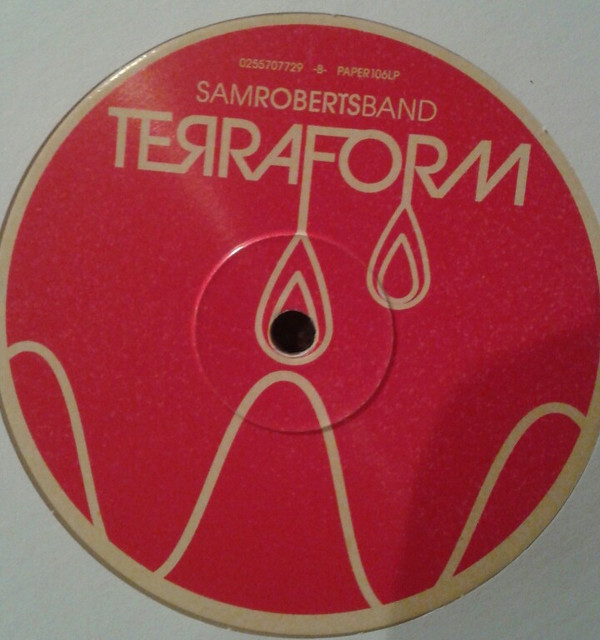 0255707729 -B- PAPER106LP
SAMROBERTSBAND
TERRAFORM